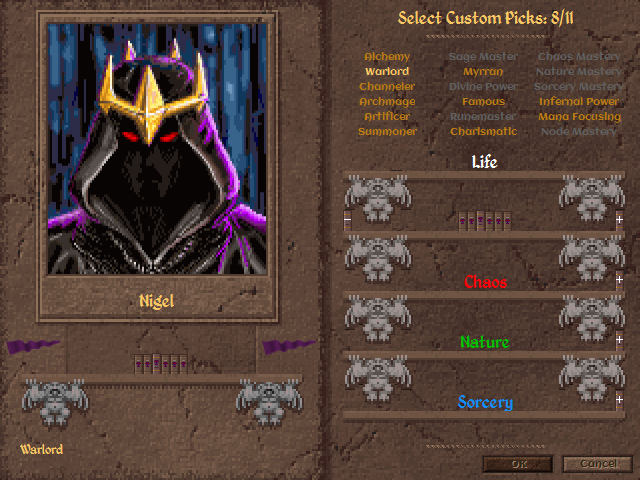 Select Custom Picks: 8/11
Alchemy Sage Master Chaos Mastery
Warlord Myrran Nature Mastery
Channeler Divine Power Sorcery Mastery
Archmage Famous Infernal Power
Artificer Runemaster Mana Focusing
Summoner Charismatic Node Mastery
Life
Chaos
Nature
Sorcery
Nigel
Warlord
OK Cancel